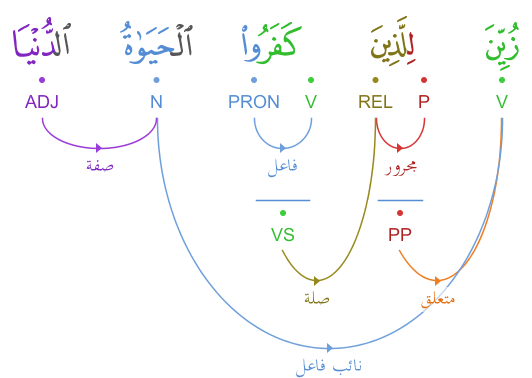 زُيِّنَ لِلَّذِينَ كَفَرُوا۟ ٱلْحَيَوٰةُ ٱلدُّنْيَا
V P REL V PRON N ADJ
صفة فاعل مجرور
VS PP
صلة متعلق
نائب فاعل